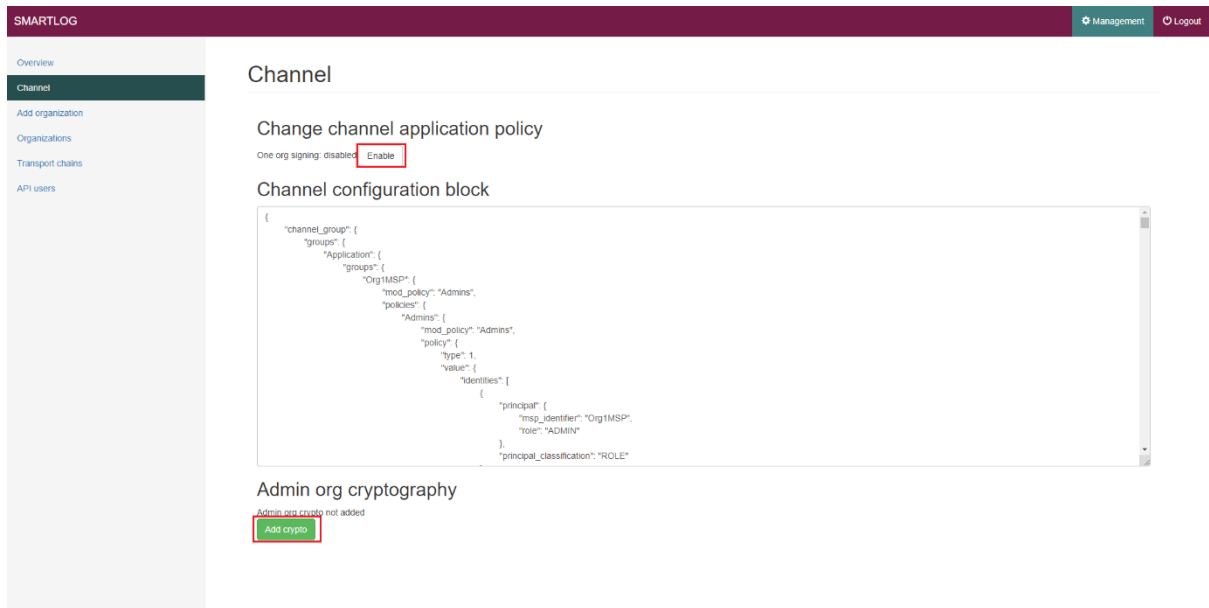 SMARTLOG
Management
Logout
Overview
Channel
Add organization
Organizations
Transport chains
API users
Channel
Change channel application policy
One org signing: disabled Enable
Channel configuration block
{
"channel_group": {
"groups": {
"Application": {
"groups": {
"Org1MSP": {
"mod_policy": "Admins",
"policies": {
"Admins": {
"mod_policy": "Admins",
"policy": {
"type": 1,
"value": {
"identities": [
{
"principal": {
"msp_identifier": "Org1MSP",
"role": "ADMIN"
},
"principal_classification": "ROLE"
Admin org cryptography
Admin org crypto not added
Add crypto